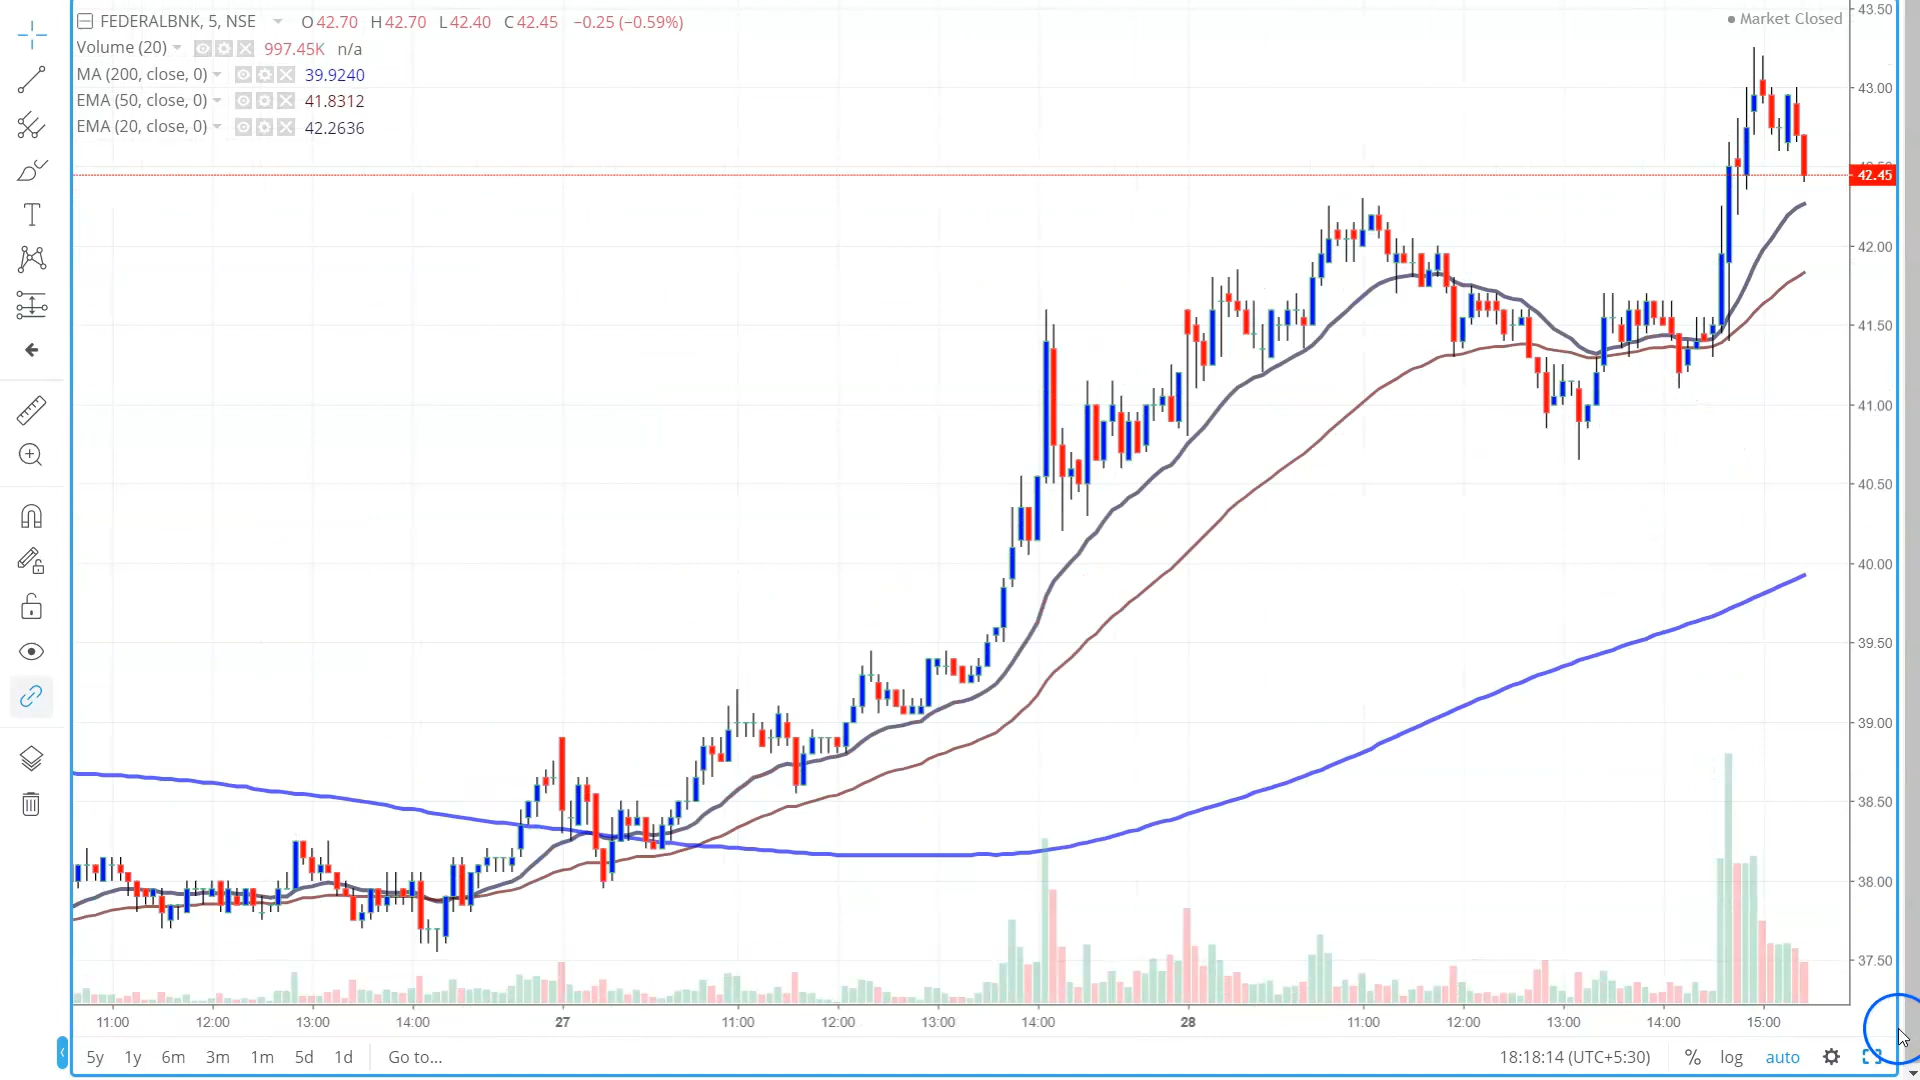 FEDERALBNK, 5, NSE O42.70 H42.70 L42.40 C42.45 −0.25 (−0.59%)
Market Closed
Volume (20) 997.45K n/a
MA (200, close, 0) 39.9240
EMA (50, close, 0) 41.8312
EMA (20, close, 0) 42.2636
43.50
43.00
42.45
42.00
41.50
41.00
40.50
40.00
39.50
39.00
38.50
38.00
37.50
11:00 12:00 13:00 14:00 27 11:00 12:00 13:00 14:00 28 11:00 12:00 13:00 14:00 15:00
5y 1y 6m 3m 1m 5d 1d Go to... 18:18:14 (UTC+5:30) % log auto